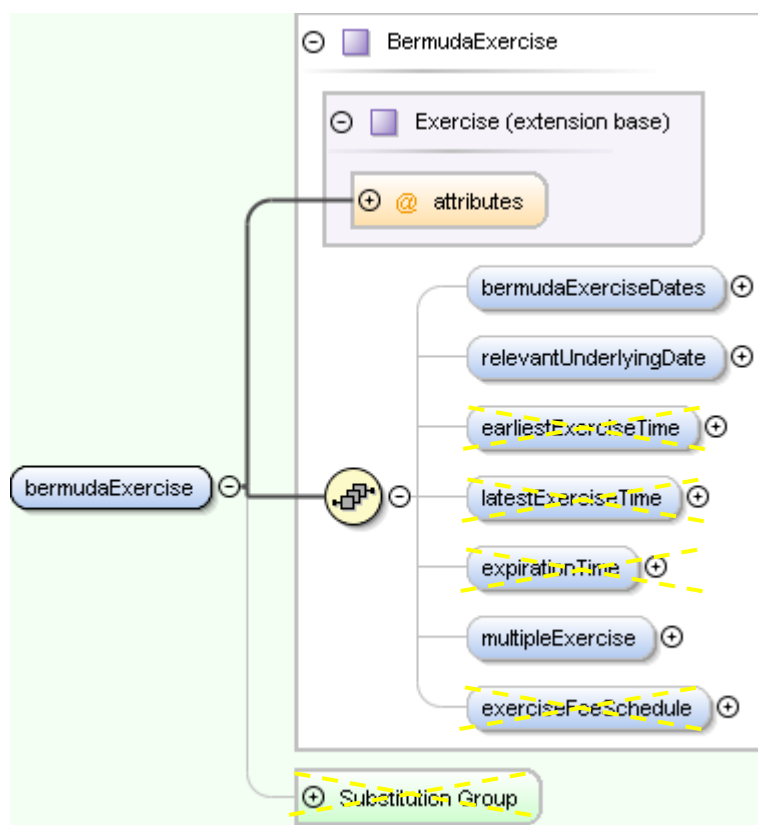 BermudaExercise
Exercise (extension base)
@ attributes
bermudaExerciseDates
relevantUnderlyingDate
earliestExerciseTime
bermudaExercise
latestExerciseTime
expirationTime
multipleExercise
exerciseFeeSchedule
Substitution Group